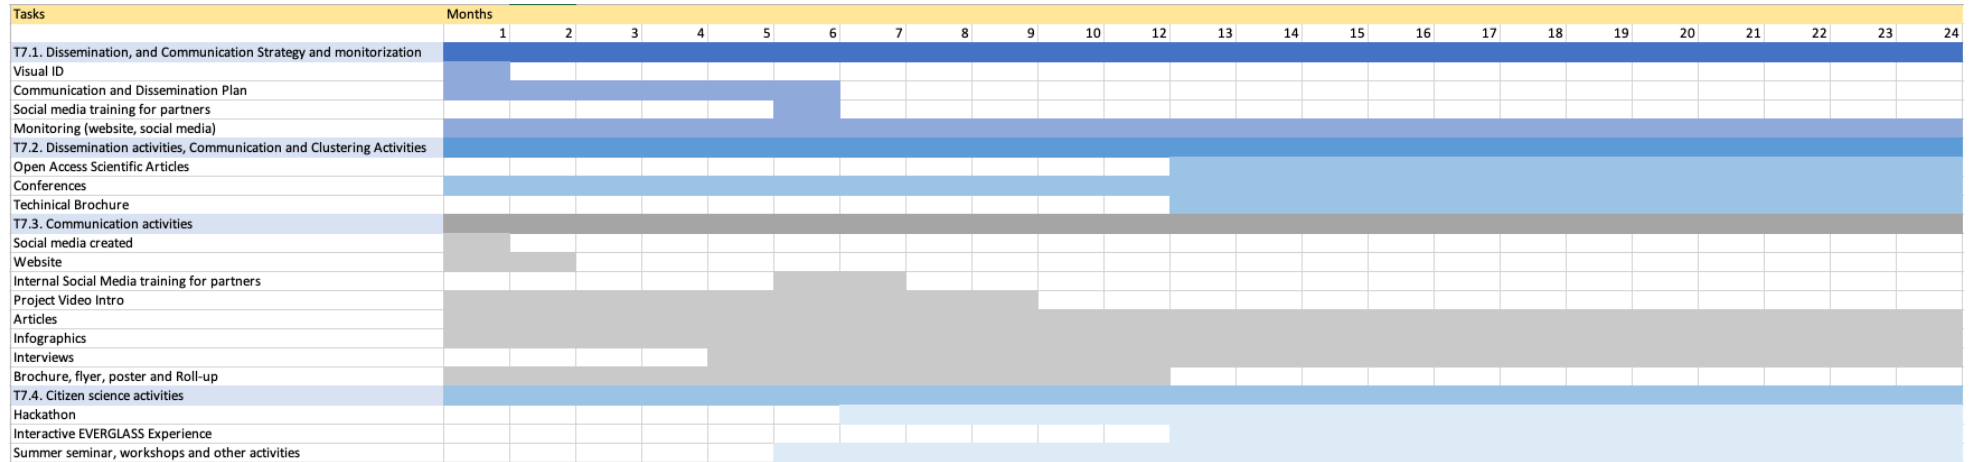 Tasks Months
1 2 3 4 5 6 7 8 9 10 12 12 13 14 15 16 17 18 19 20 21 22 23 24
T7.1. Dissemination, and Communication Strategy and monitorization
Visual ID
Communication and Dissemination Plan
Social media training for partners
Monitoring (website, social media)
T7.2. Dissemination activities, Communication and Clustering Activities
Open Access Scientific Articles
Conferences
Techinical Brochure
T7.3. Communication activities
Social media created
Website
Internal Social Media training for partners
Project Video Intro
Articles
Infographics
Interviews
Brochure, flyer, poster and Roll-up
T7.4. Citizen science activities
Hackathon
Interactive EVERGLASS Experience
Summer seminar, workshops and other activities